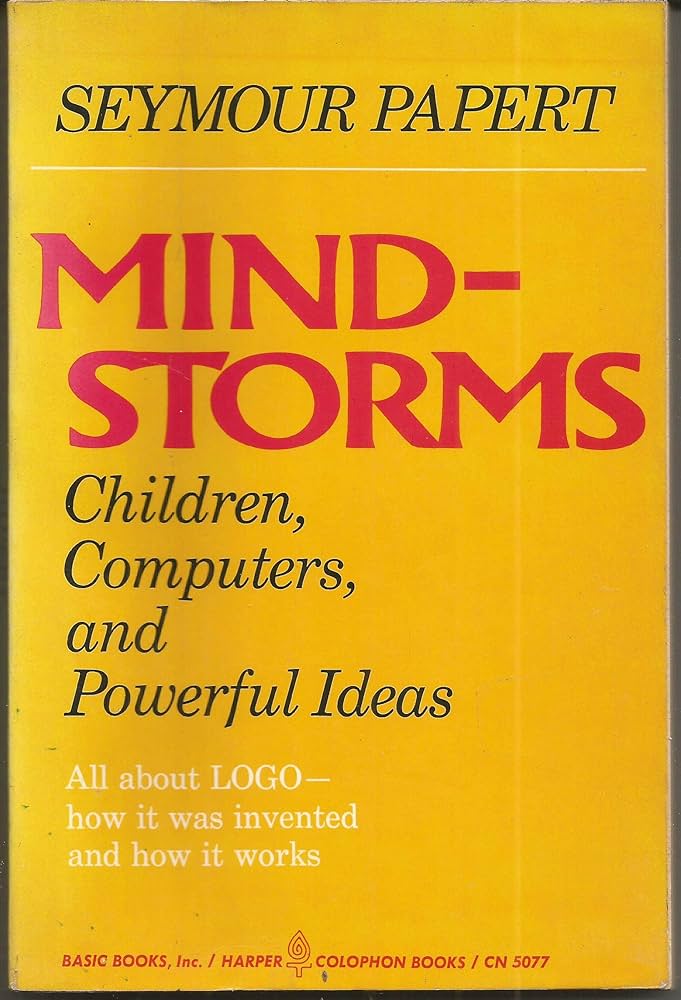 SEYMOUR PAPERT
MIND-
STORMS
Children,
Computers,
and
Powerful Ideas
All about LOGO—
how it was invented
and how it works
BASIC BOOKS, Inc. / HARPER COLOPHON BOOKS / CN 5077